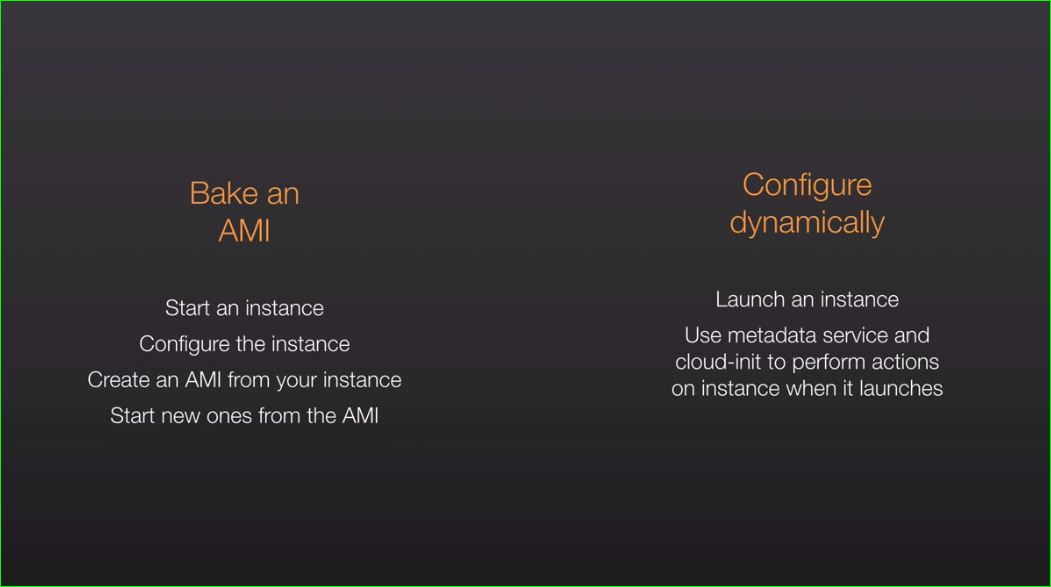 Bake an
AMI
Start an instance
Configure the instance
Create an AMI from your instance
Start new ones from the AMI
Configure
dynamically
Launch an instance
Use metadata service and
cloud-init to perform actions
on instance when it launches